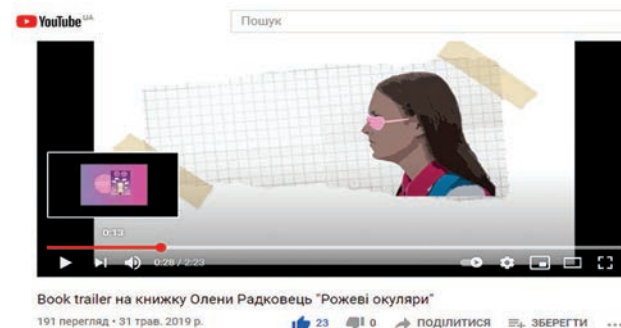 YouTube UA
Пошук
0:13
0:28 / 2:23
Book trailer на книжку Олени Радковець "Рожеві окуляри"
191 перегляд • 31 трав. 2019 р.
23
0
ПОДІЛИТИСЯ
ЗБЕРЕГТИ